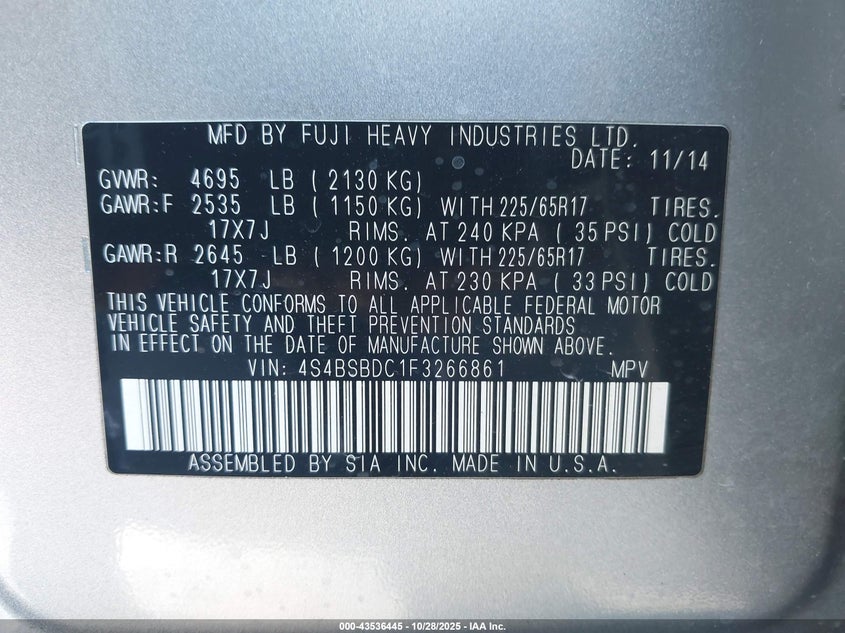 MFD BY FUJI HEAVY INDUSTRIES LTD.
DATE: 11/14
GVWR: 4695 LB ( 2130 KG)
GAWR:F 2535 LB ( 1150 KG) WITH 225/65R17 TIRES.
17X7J RIMS. AT 240 KPA ( 35 PSI) COLD
GAWR:R 2645 LB ( 1200 KG) WITH 225/65R17 TIRES.
17X7J RIMS. AT 230 KPA ( 33 PSI) COLD
THIS VEHICLE CONFORMS TO ALL APPLICABLE FEDERAL MOTOR
VEHICLE SAFETY AND THEFT PREVENTION STANDARDS
IN EFFECT ON THE DATE OF MANUFACTURE SHOWN ABOVE.
VIN: 4S4BSBDC1F3266861 MPV
ASSEMBLED BY SIA INC. MADE IN U.S.A.
000-43536445 - 10/28/2025 - IAA Inc.